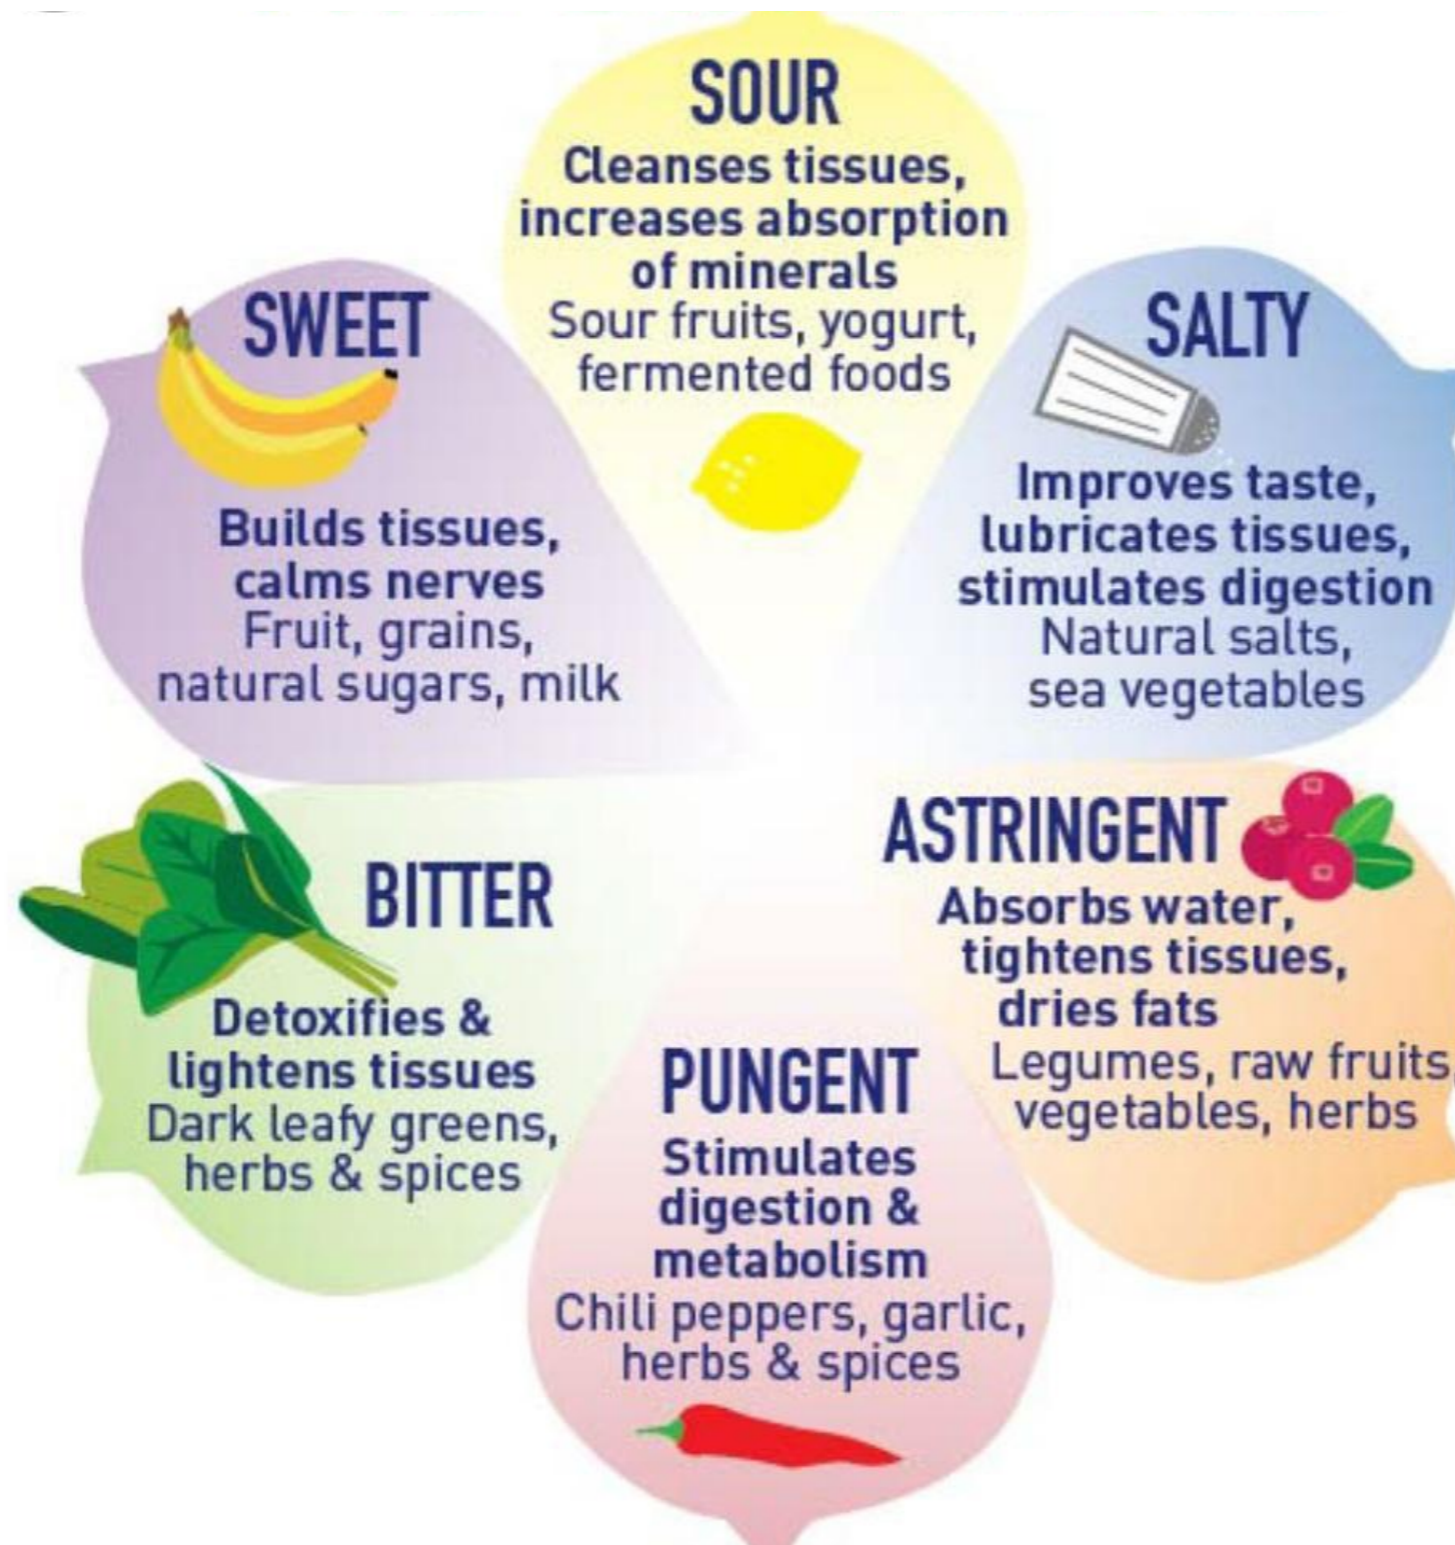 SOUR
Cleanses tissues,
increases absorption
of minerals
Sour fruits, yogurt,
fermented foods
SWEET
Builds tissues,
calms nerves
Fruit, grains,
natural sugars, milk
SALTY
Improves taste,
lubricates tissues,
stimulates digestion
Natural salts,
sea vegetables
BITTER
Detoxifies &
lightens tissues
Dark leafy greens,
herbs & spices
ASTRINGENT
Absorbs water,
tightens tissues,
dries fats
Legumes, raw fruits,
vegetables, herbs
PUNGENT
Stimulates
digestion &
metabolism
Chili peppers, garlic,
herbs & spices